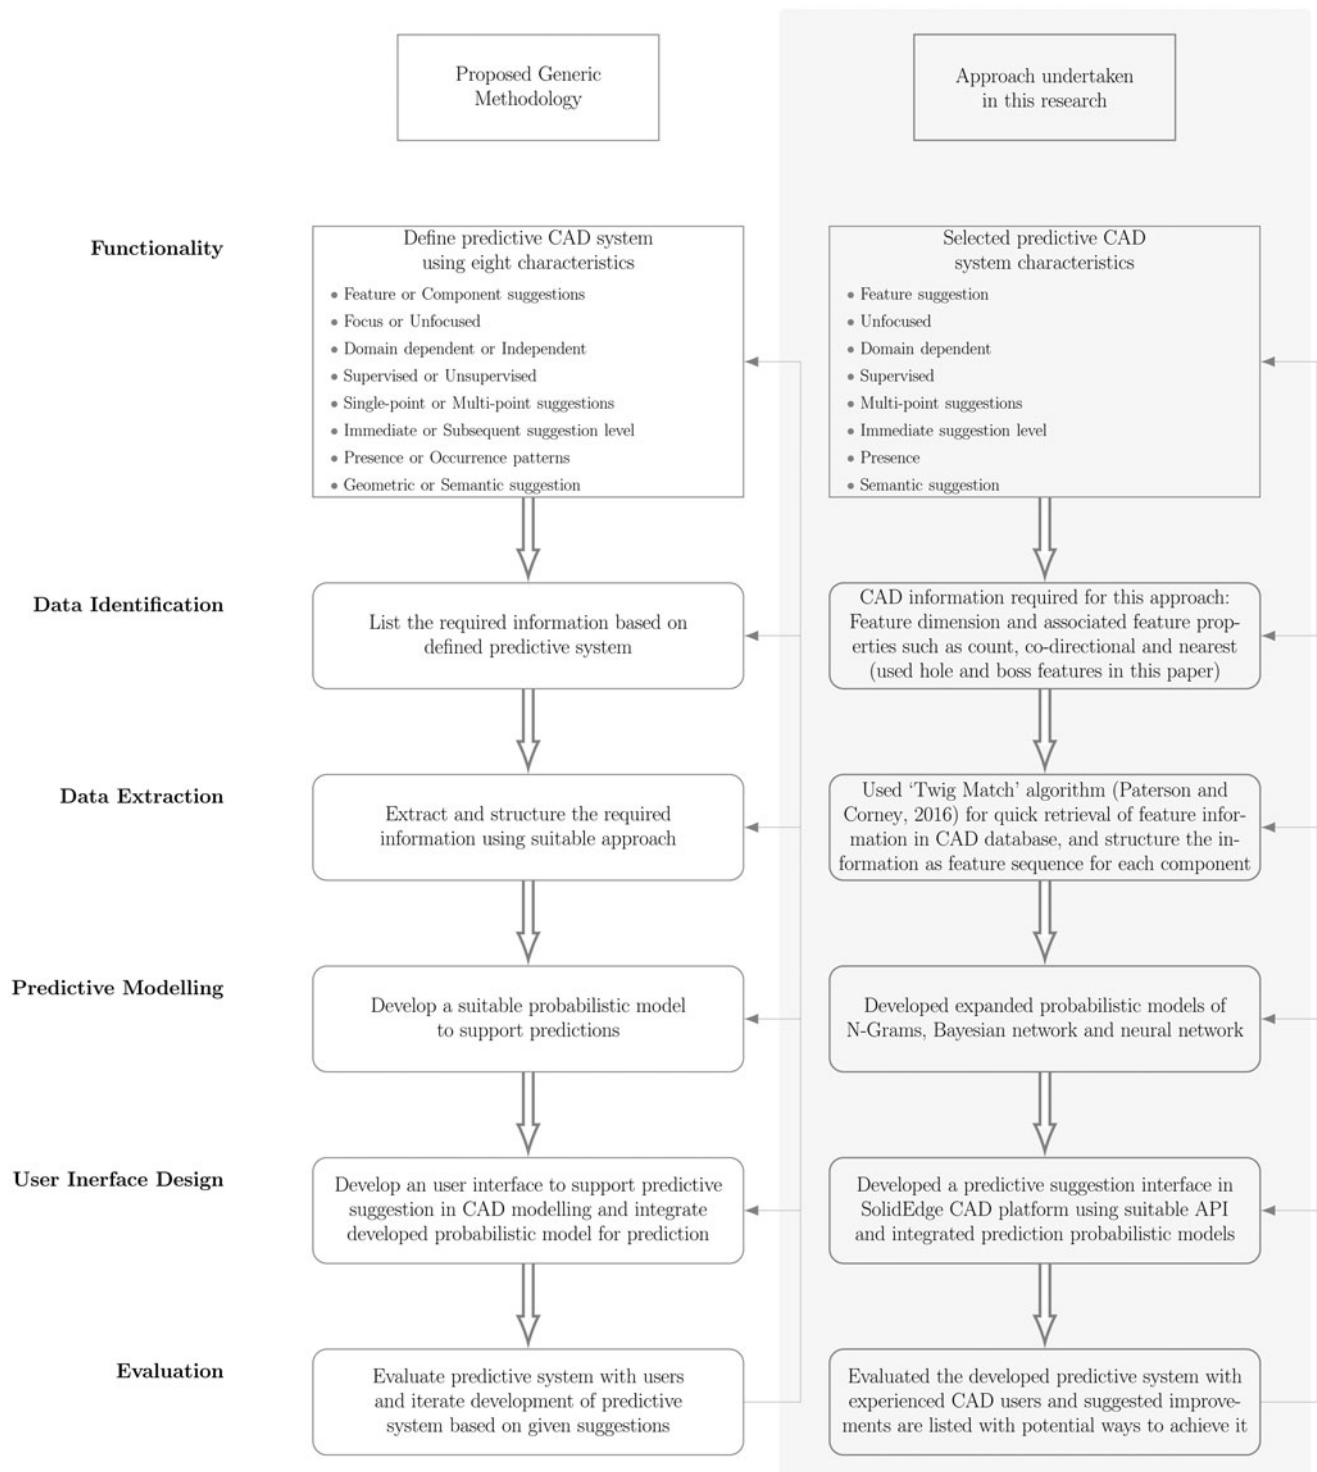 Proposed Generic
Methodology
Approach undertaken
in this research
Functionality
Define predictive CAD system
using eight characteristics
• Feature or Component suggestions
• Focus or Unfocused
• Domain dependent or Independent
• Supervised or Unsupervised
• Single-point or Multi-point suggestions
• Immediate or Subsequent suggestion level
• Presence or Occurrence patterns
• Geometric or Semantic suggestion
Selected predictive CAD
system characteristics
• Feature suggestion
• Unfocused
• Domain dependent
• Supervised
• Multi-point suggestions
• Immediate suggestion level
• Presence
• Semantic suggestion
Data Identification
List the required information based on
defined predictive system
CAD information required for this approach:
Feature dimension and associated feature prop-
erties such as count, co-directional and nearest
(used hole and boss features in this paper)
Data Extraction
Extract and structure the required
information using suitable approach
Used ‘Twig Match’ algorithm (Paterson and
Corney, 2016) for quick retrieval of feature infor-
mation in CAD database, and structure the in-
formation as feature sequence for each component
Predictive Modelling
Develop a suitable probabilistic model
to support predictions
Developed expanded probabilistic models of
N-Grams, Bayesian network and neural network
User Inerface Design
Develop an user interface to support predictive
suggestion in CAD modelling and integrate
developed probabilistic model for prediction
Developed a predictive suggestion interface in
SolidEdge CAD platform using suitable API
and integrated prediction probabilistic models
Evaluation
Evaluate predictive system with users
and iterate development of predictive
system based on given suggestions
Evaluated the developed predictive system with
experienced CAD users and suggested improve-
ments are listed with potential ways to achieve it